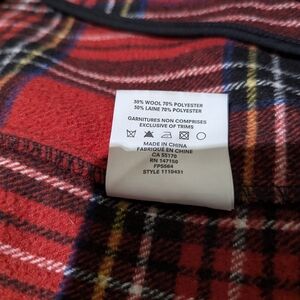 30% WOOL 70% POLYESTER
30% LAINE 70% POLYESTER
GARNITURES NON COMPRISES
EXCLUSIVE OF TRIMS
MADE IN CHINA
FABRIQUÉ EN CHINE
CA 55170
RN 147150
FP5564
STYLE 1110431